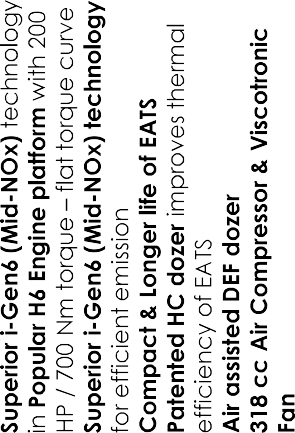 Superior i-Gen6 (Mid-NOx) technology
in Popular H6 Engine platform with 200
HP / 700 Nm torque – flat torque curve
Superior i-Gen6 (Mid-NOx) technology
for efficient emission
Compact & Longer life of EATS
Patented HC dozer improves thermal
efficiency of EATS
Air assisted DEF dozer
318 cc Air Compressor & Viscotronic
Fan